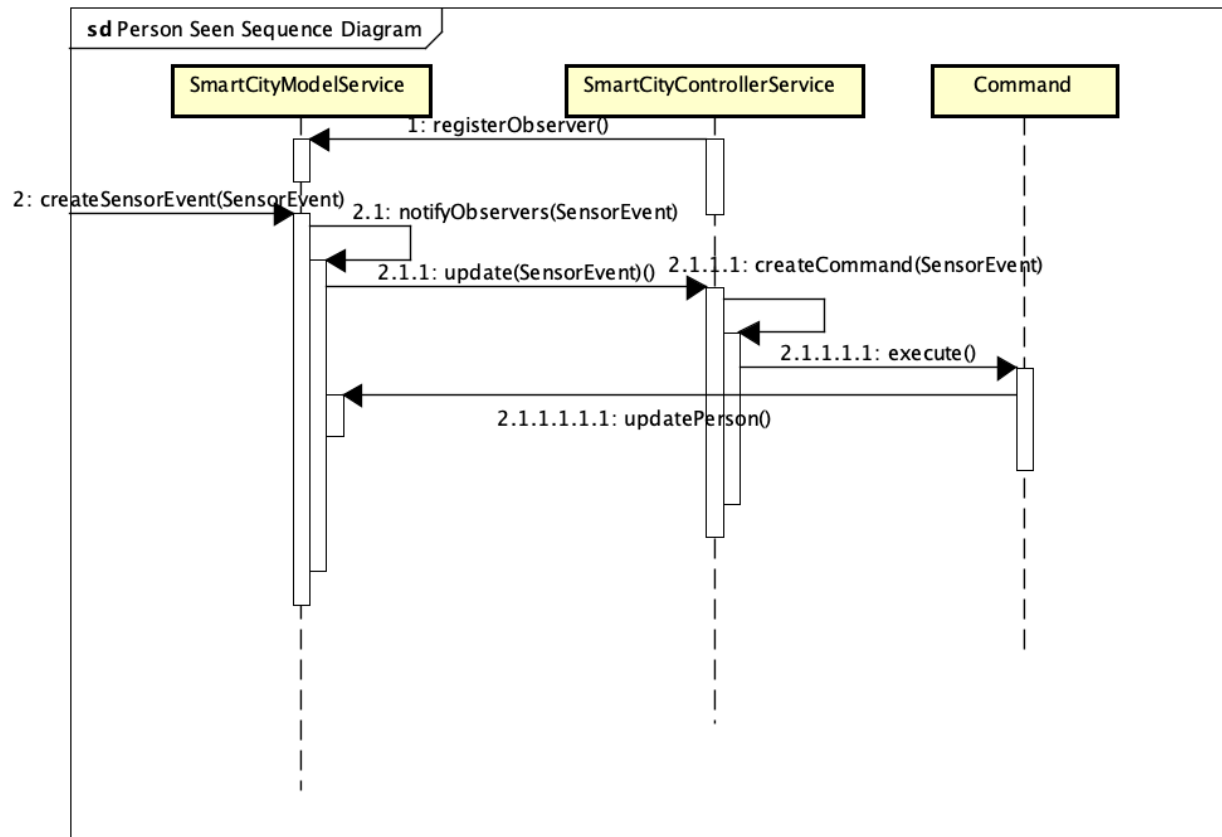 sd Person Seen Sequence Diagram
SmartCityModelService
SmartCityControllerService
Command
1: registerObserver()
2: createSensorEvent(SensorEvent)
2.1: notifyObservers(SensorEvent)
2.1.1: update(SensorEvent)()
2.1.1.1: createCommand(SensorEvent)
2.1.1.1.1: execute()
2.1.1.1.1.1: updatePerson()